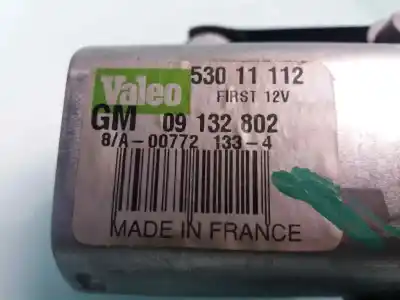 Valeo 530 11 112
FIRST 12V
GM 09 132 802
8/A-00772 133-4
MADE IN FRANCE